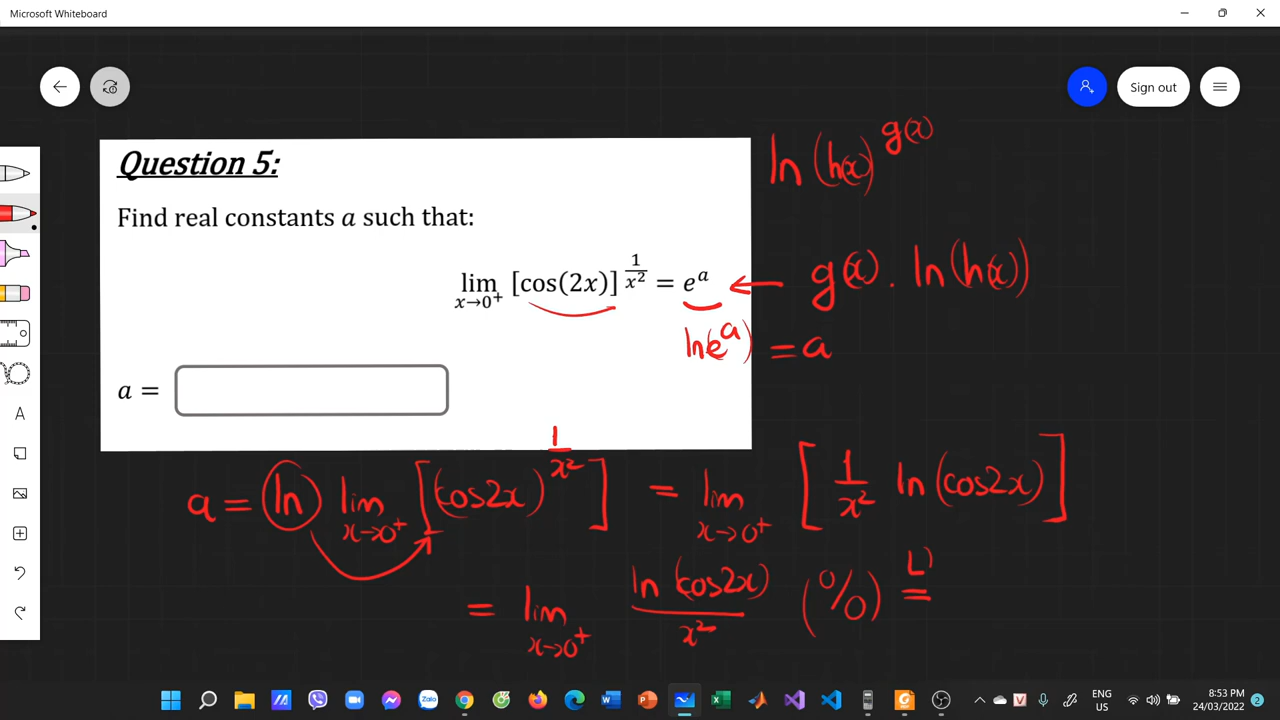 Microsoft Whiteboard
Sign out
Question 5:
Find real constants a such that:
lim x→0⁺ [cos(2x)]^(1/x²) = e^a
a =
ln (h(x))^g(x)
g(x) . ln(h(x))
ln(e^a) = a
a = ln lim x→0⁺ [(cos2x)^(1/x²)] = lim x→0⁺ [1/x² ln(cos2x)]
= lim x→0⁺ ln(cos2x)/x² (0/0) L' =
A
Zalo
V
ENG
US
8:53 PM
24/03/2022
2